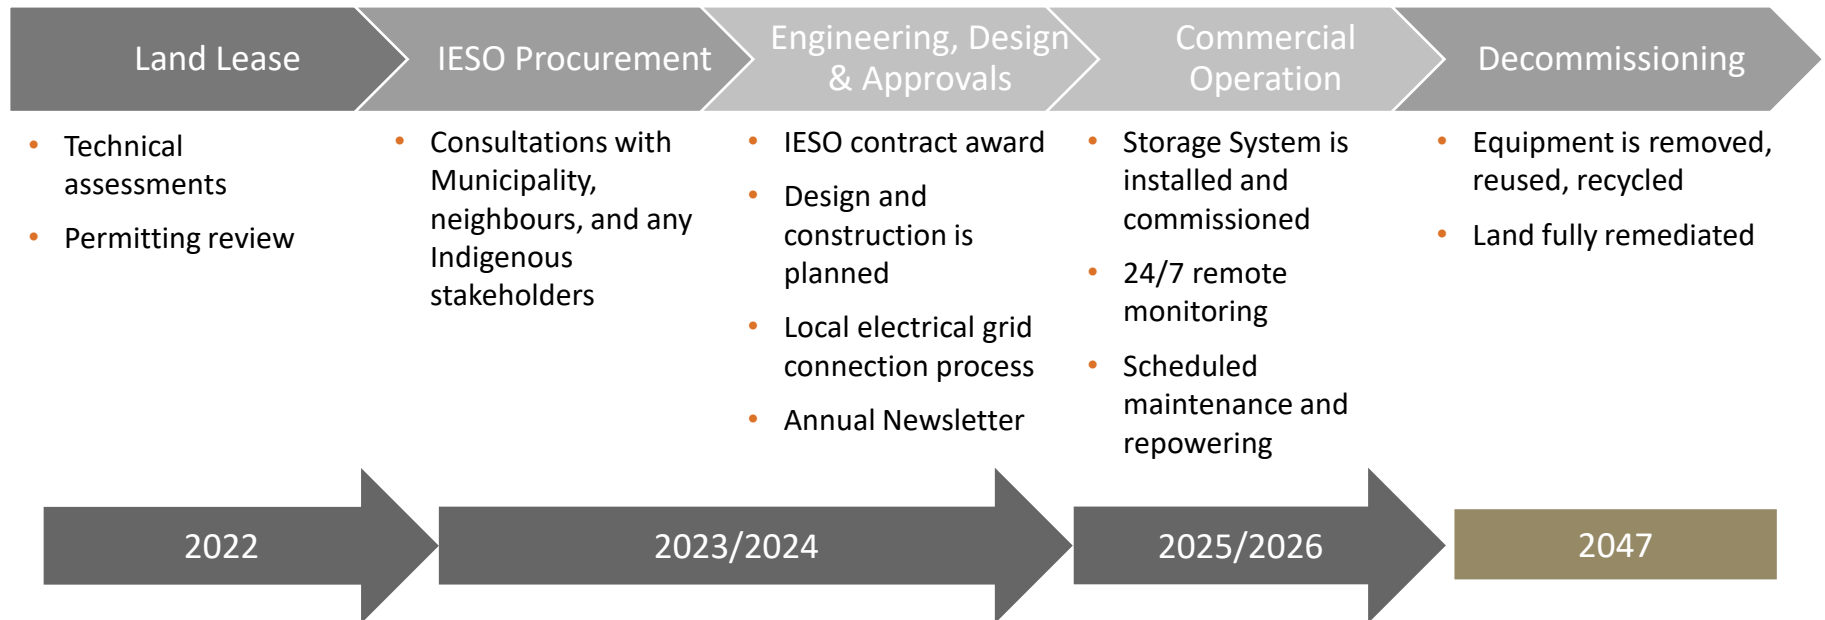 Land Lease
IESO Procurement
Engineering, Design
& Approvals
Commercial
Operation
Decommissioning
• Technical
assessments
• Permitting review
• Consultations with
Municipality,
neighbours, and any
Indigenous
stakeholders
• IESO contract award
• Design and
construction is
planned
• Local electrical grid
connection process
• Annual Newsletter
• Storage System is
installed and
commissioned
• 24/7 remote
monitoring
• Scheduled
maintenance and
repowering
• Equipment is removed,
reused, recycled
• Land fully remediated
2022
2023/2024
2025/2026
2047